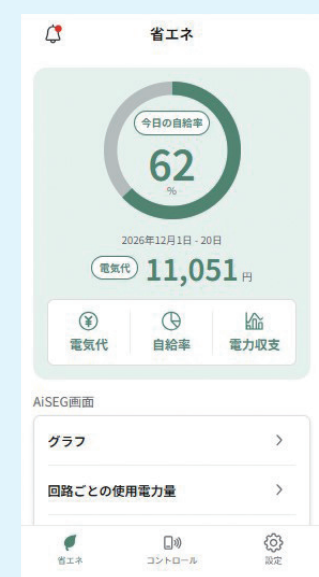 省エネ
今日の自給率
62
%
2026年12月1日 - 20日
電気代 11,051 円
電気代 自給率 電力収支
AiSEG画面
グラフ
回路ごとの使用電力量
省エネ コントロール 設定